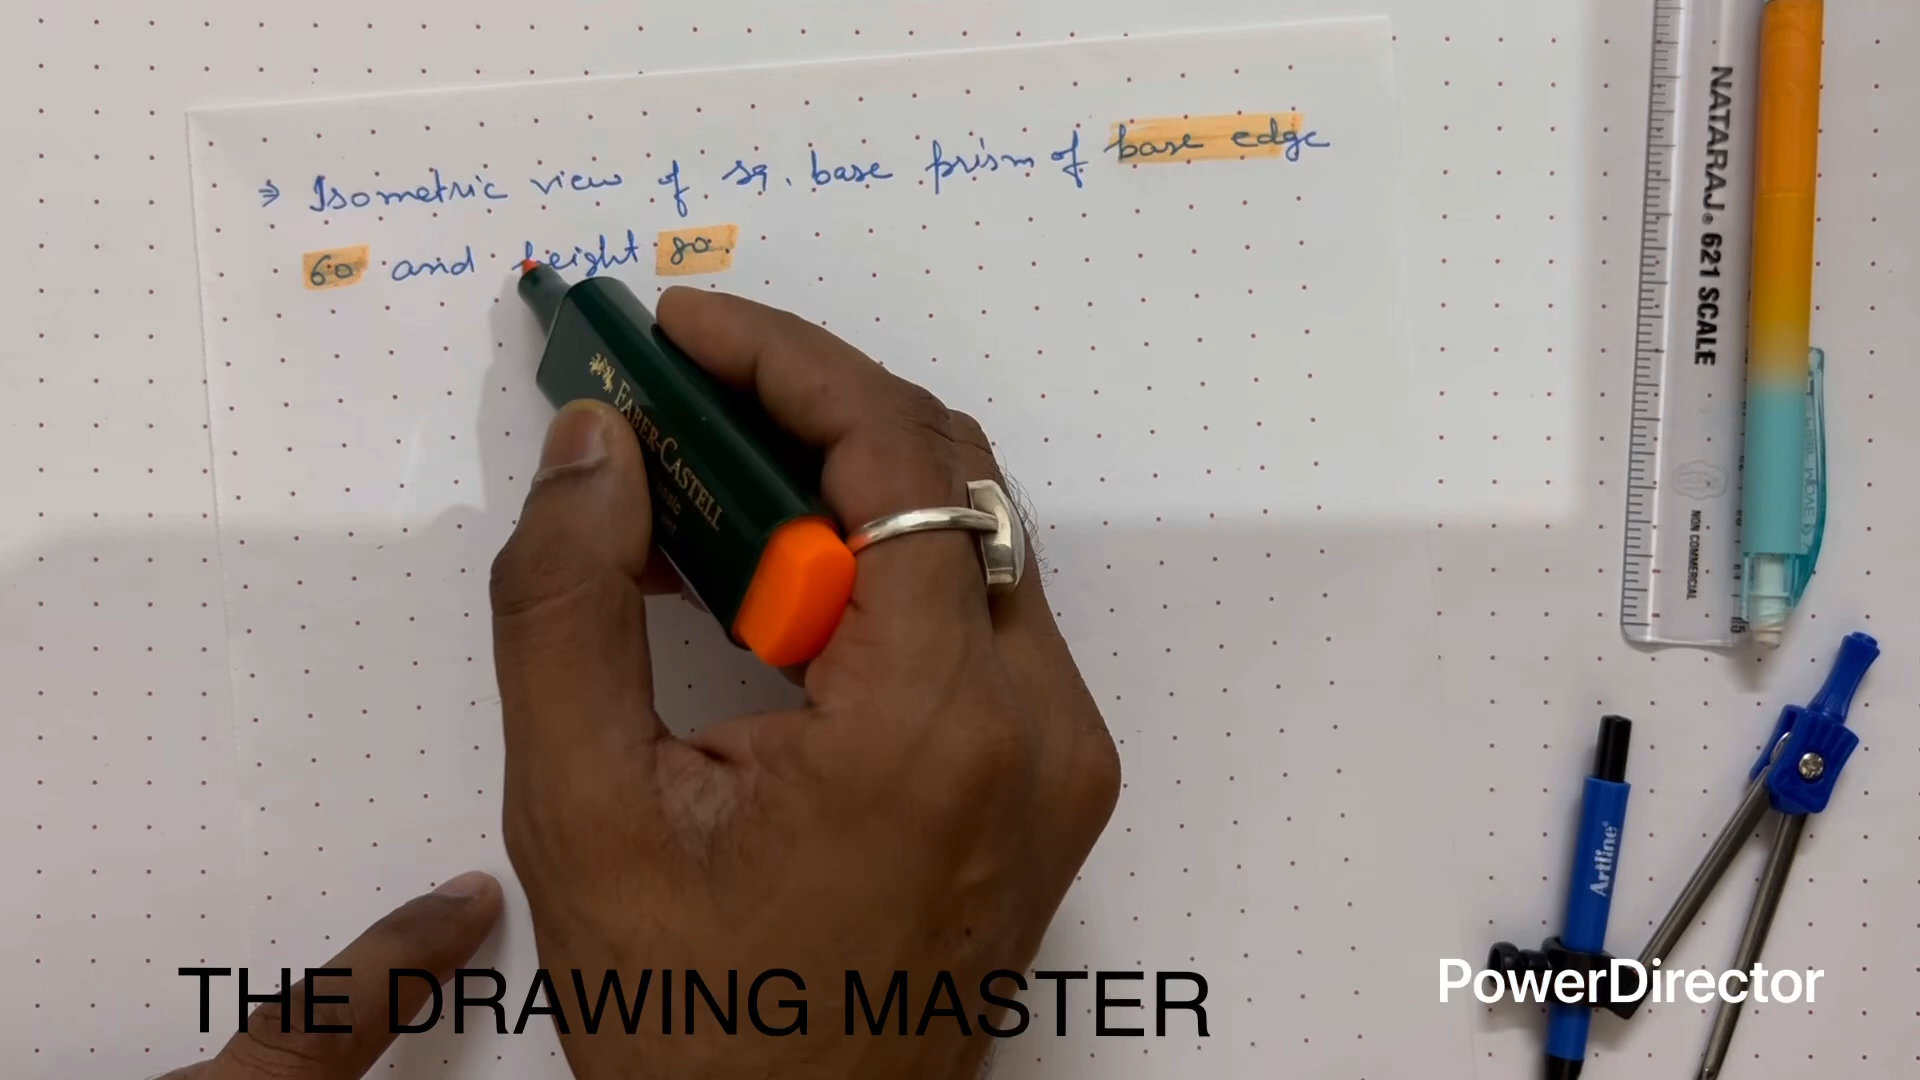 ⇒ Isometric view of sq. base prism of base edge
60 and height 80.
FABER-CASTELL
NATARAJ® 621 SCALE
NON COMMERCIAL
15
Artline®
THE DRAWING MASTER
PowerDirector